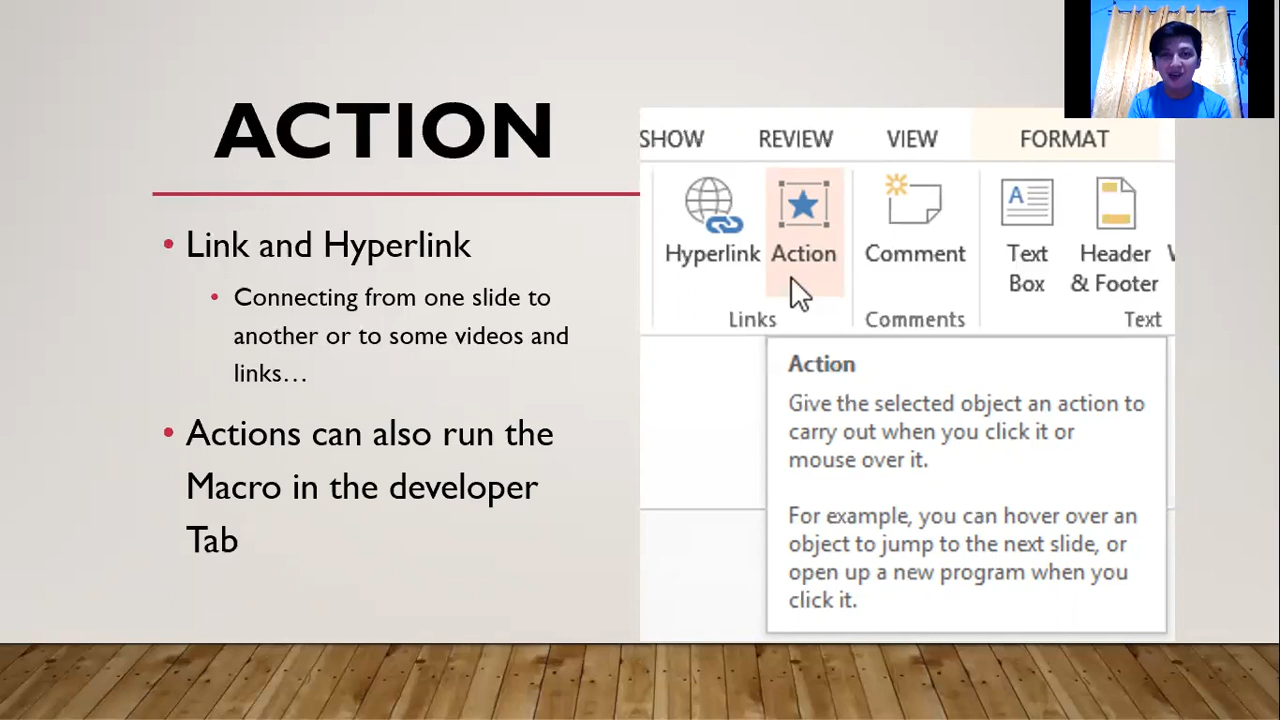 ACTION
• Link and Hyperlink
• Connecting from one slide to
another or to some videos and
links…
• Actions can also run the
Macro in the developer
Tab
SHOW REVIEW VIEW FORMAT
Hyperlink Action Comment Text Box Header & Footer
Links Comments Text
Action
Give the selected object an action to
carry out when you click it or
mouse over it.
For example, you can hover over an
object to jump to the next slide, or
open up a new program when you
click it.